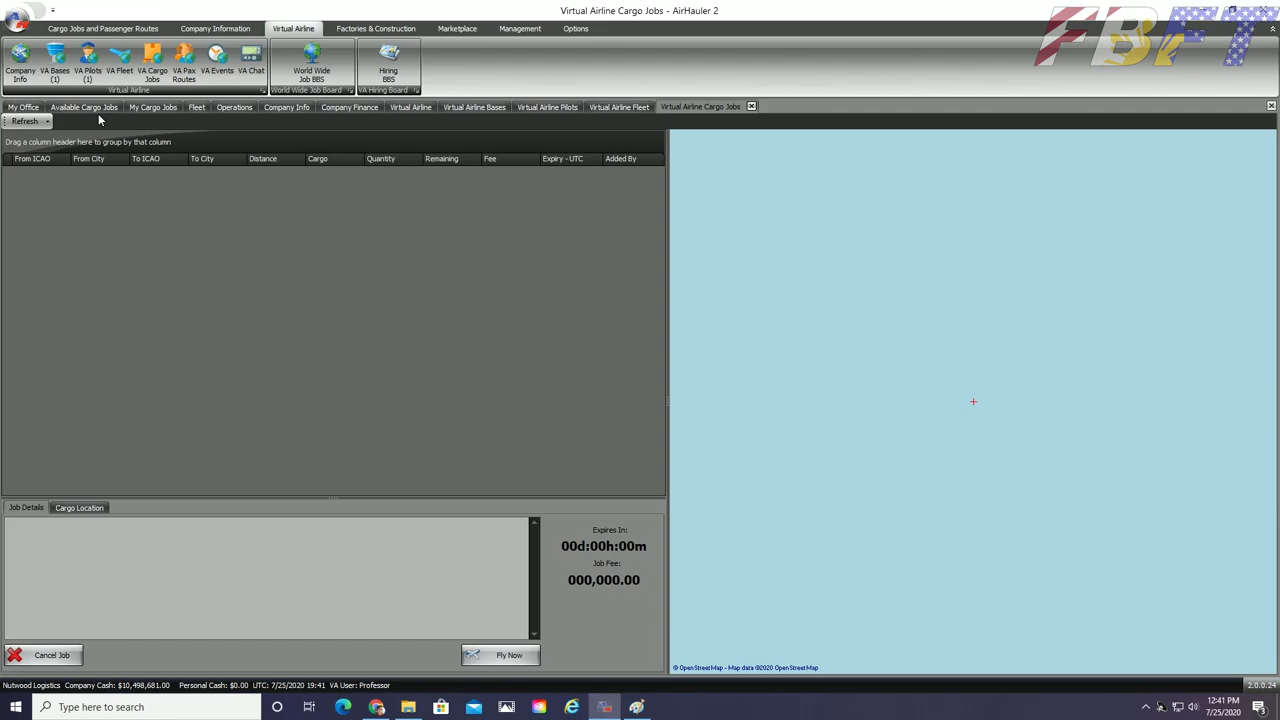 Virtual Airline Cargo Jobs - AirHauler 2
FBFT
Cargo Jobs and Passenger Routes Company Information Virtual Airline Factories & Construction Marketplace Management Options
Company Info VA Bases (1) VA Pilots (1) VA Fleet VA Cargo Jobs VA Pax Routes VA Events VA Chat World Wide Job BBS Hiring BBS
Virtual Airline World Wide Job Board VA Hiring Board
My Office Available Cargo Jobs My Cargo Jobs Fleet Operations Company Info Company Finance Virtual Airline Virtual Airline Bases Virtual Airline Pilots Virtual Airline Fleet Virtual Airline Cargo Jobs
Refresh
Drag a column header here to group by that column
From ICAO From City To ICAO To City Distance Cargo Quantity Remaining Fee Expiry - UTC Added By
Job Details Cargo Location
Expires In:
00d:00h:00m
Job Fee:
000,000.00
Cancel Job Fly Now
© OpenStreetMap - Map data ©2020 OpenStreetMap
Nutwood Logistics Company Cash: $10,498,681.00 Personal Cash: $0.00 UTC: 7/25/2020 19:41 VA User: Professor 2.0.0.24
Type here to search
12:41 PM
7/25/2020